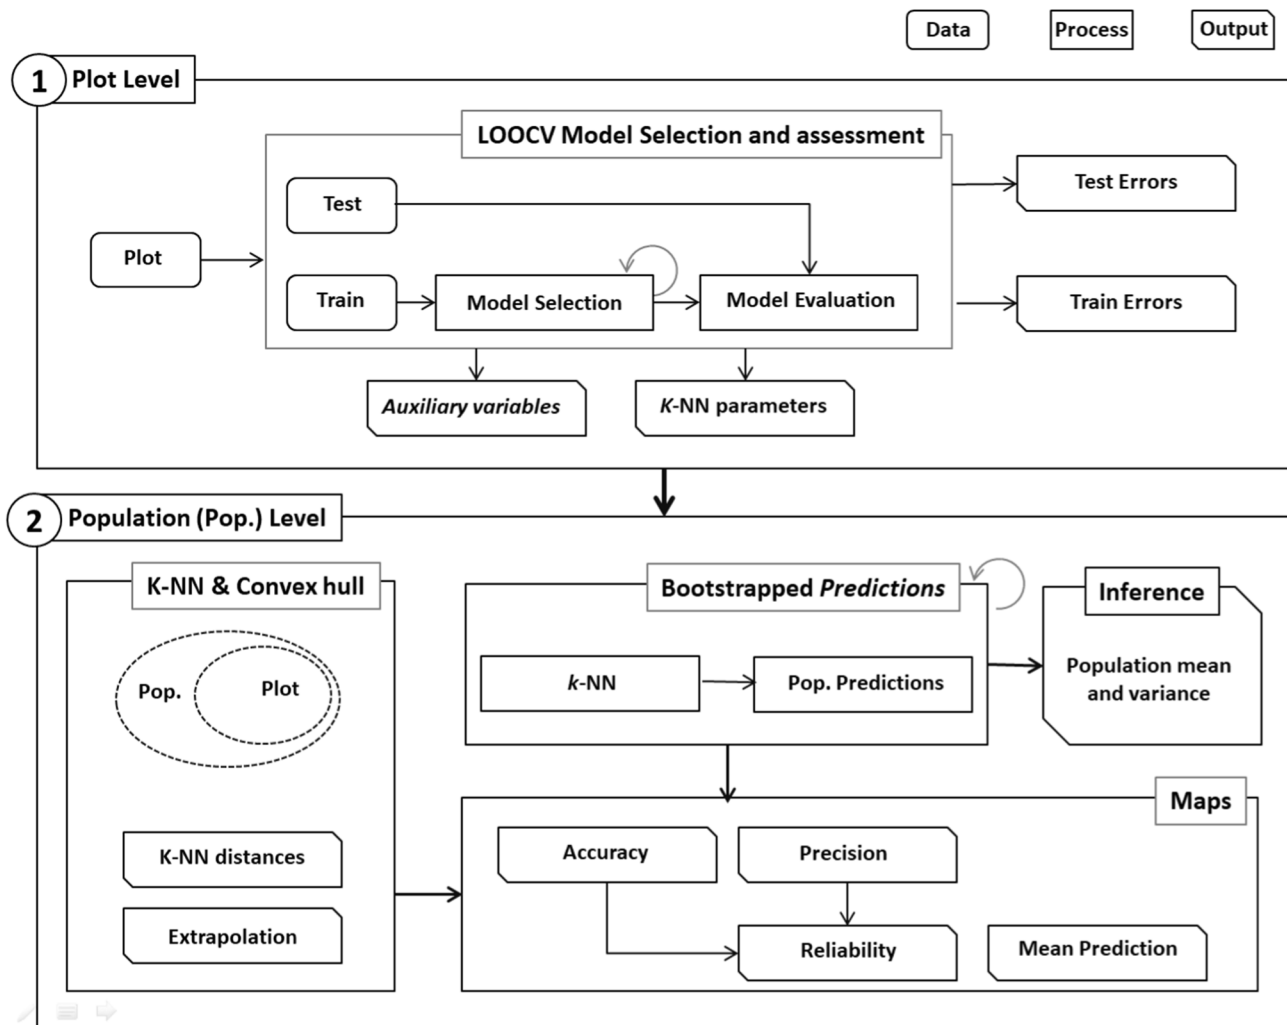 Data
Process
Output
1
Plot Level
LOOCV Model Selection and assessment
Test
Plot
Train
Model Selection
Model Evaluation
Test Errors
Train Errors
Auxiliary variables
K-NN parameters
2
Population (Pop.) Level
K-NN & Convex hull
Pop.
Plot
K-NN distances
Extrapolation
Bootstrapped Predictions
k-NN
Pop. Predictions
Inference
Population mean
and variance
Maps
Accuracy
Precision
Reliability
Mean Prediction